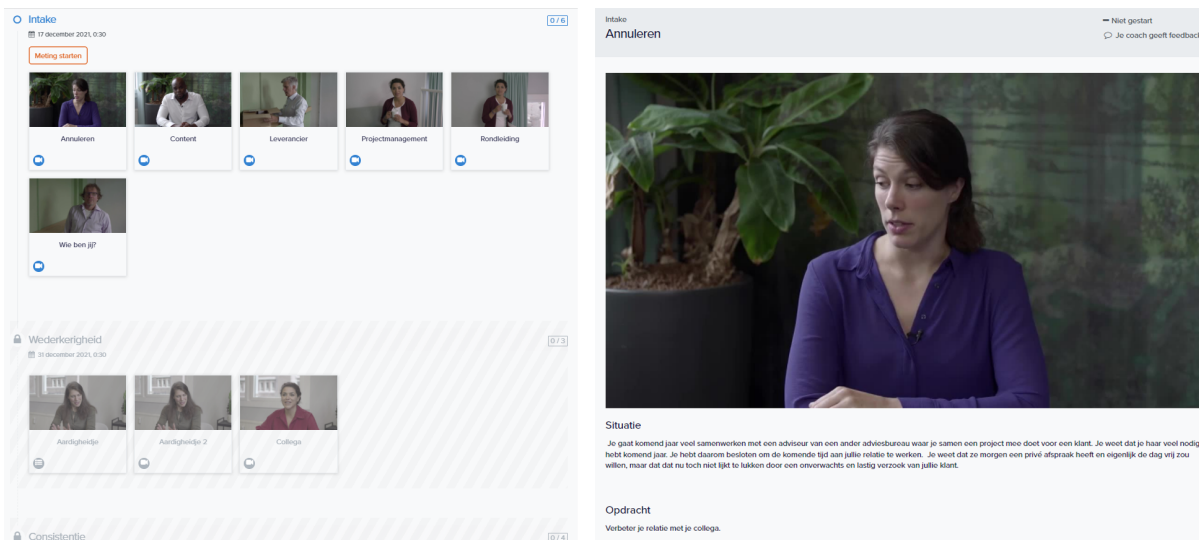 Intake
0 / 6
17 december 2021, 0:30
Meting starten
Annuleren
Content
Leverancier
Projectmanagement
Rondleiding
Wie ben jij?
Wederkerigheid
0 / 3
31 december 2021, 0:30
Aardigheidje
Aardigheidje 2
Collega
Consistentie
0 / 4
Intake
Annuleren
Niet gestart
Je coach geeft feedback
Situatie
Je gaat komend jaar veel samenwerken met een adviseur van een ander adviesbureau waar je samen een project mee doet voor een klant. Je weet dat je haar veel nodig
hebt komend jaar. Je hebt daarom besloten om de komende tijd aan jullie relatie te werken. Je weet dat ze morgen een privé afspraak heeft en eigenlijk de dag vrij zou
willen, maar dat dat nu toch niet lijkt te lukken door een onverwachts en lastig verzoek van jullie klant.
Opdracht
Verbeter je relatie met je collega.